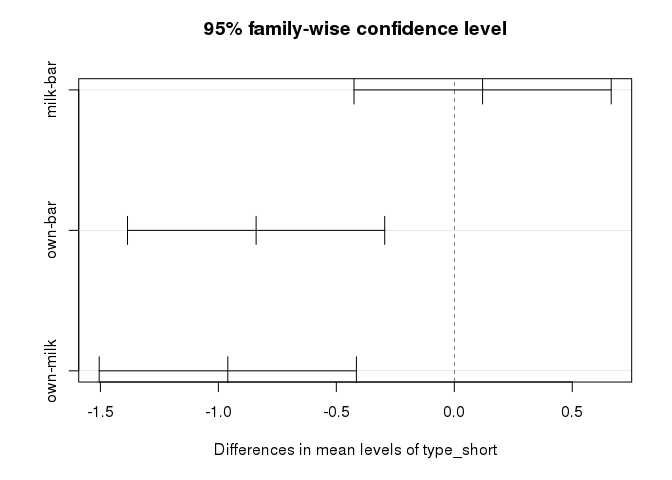 95% family-wise confidence level
milk-bar
own-bar
own-milk
-1.5 -1.0 -0.5 0.0 0.5
Differences in mean levels of type_short